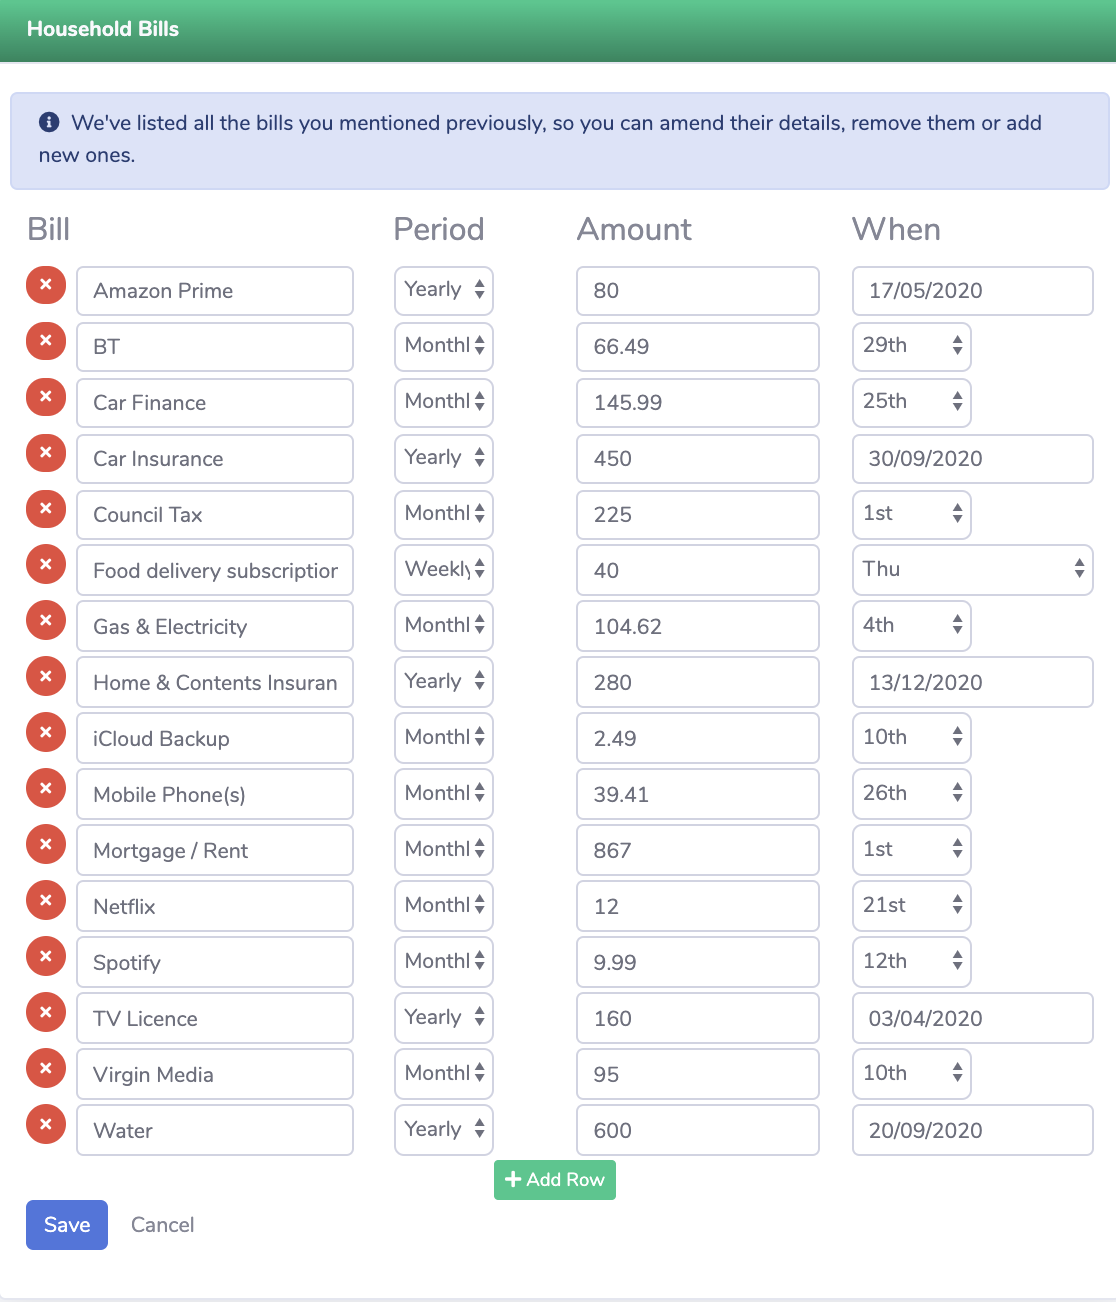 Household Bills
We've listed all the bills you mentioned previously, so you can amend their details, remove them or add
new ones.
Bill Period Amount When
Amazon Prime Yearly 80 17/05/2020
BT Monthl 66.49 29th
Car Finance Monthl 145.99 25th
Car Insurance Yearly 450 30/09/2020
Council Tax Monthl 225 1st
Food delivery subscription Weekly 40 Thu
Gas & Electricity Monthl 104.62 4th
Home & Contents Insuran Yearly 280 13/12/2020
iCloud Backup Monthl 2.49 10th
Mobile Phone(s) Monthl 39.41 26th
Mortgage / Rent Monthl 867 1st
Netflix Monthl 12 21st
Spotify Monthl 9.99 12th
TV Licence Yearly 160 03/04/2020
Virgin Media Monthl 95 10th
Water Yearly 600 20/09/2020
Add Row
Save Cancel